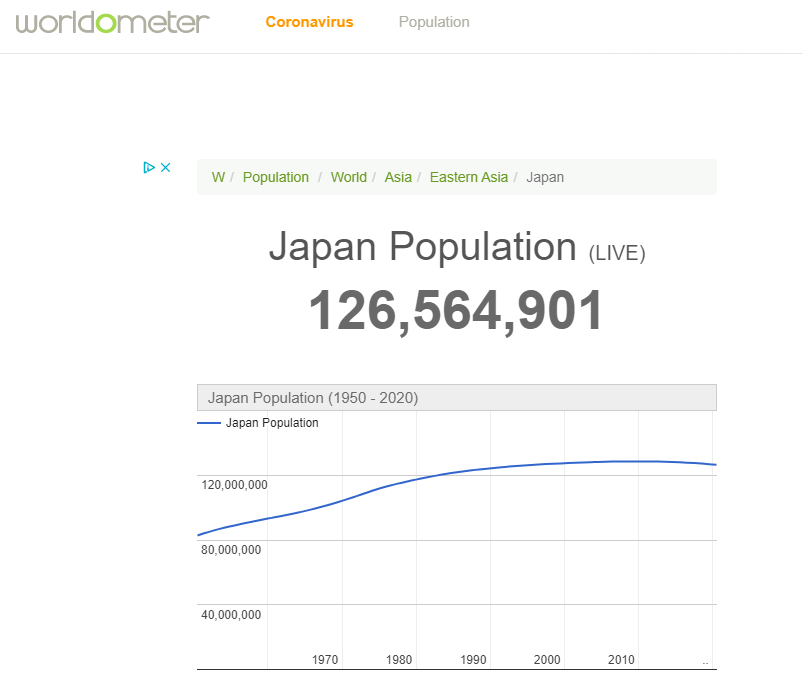 worldometer Coronavirus Population
W / Population / World / Asia / Eastern Asia / Japan
Japan Population (LIVE)
126,564,901
Japan Population (1950 - 2020)
Japan Population
120,000,000
80,000,000
40,000,000
1970 1980 1990 2000 2010 ..